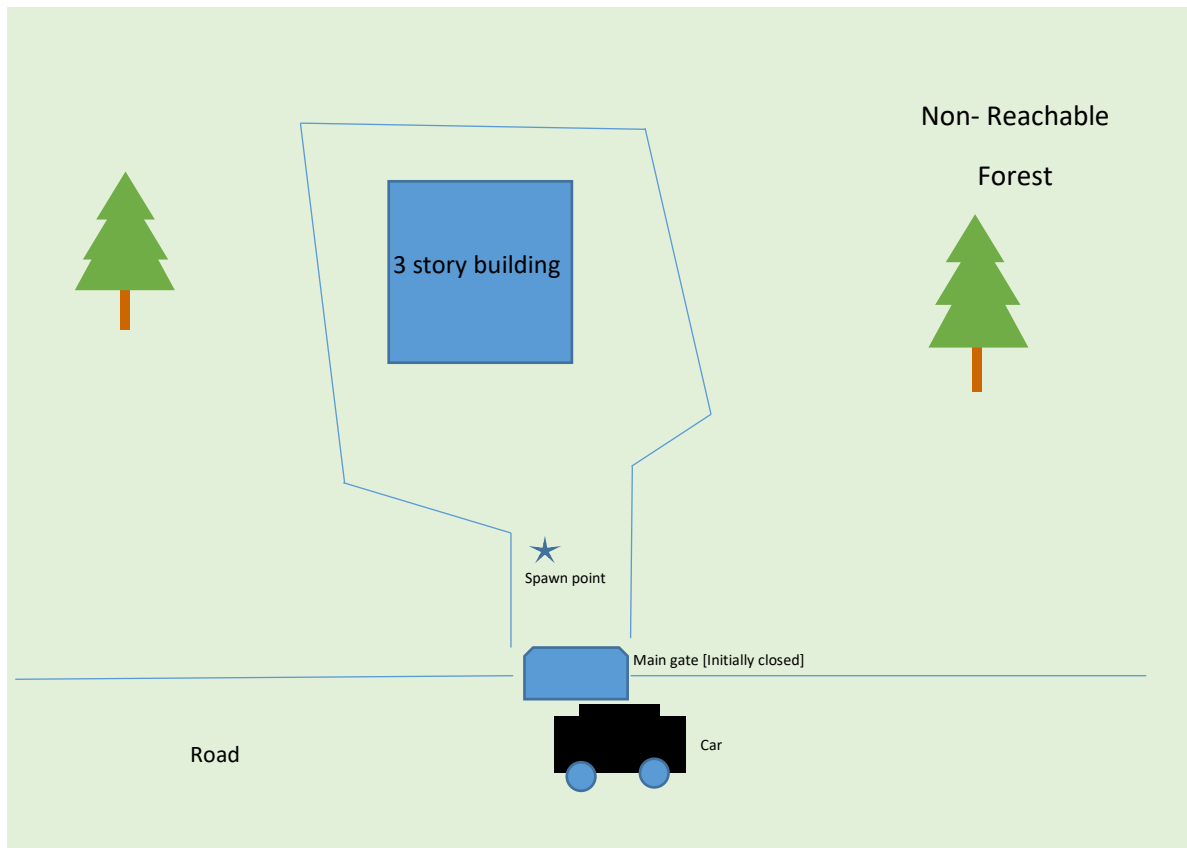 Non- Reachable
Forest
3 story building
Spawn point
Main gate [Initially closed]
Road
Car